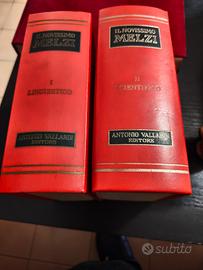 IL NOVISSIMO
MELZI
I
LINGUISTICO
ANTONIO VALLARDI
EDITORE
IL NOVISSIMO
MELZI
II
SCIENTIFICO
ANTONIO VALLARDI
EDITORE
subito